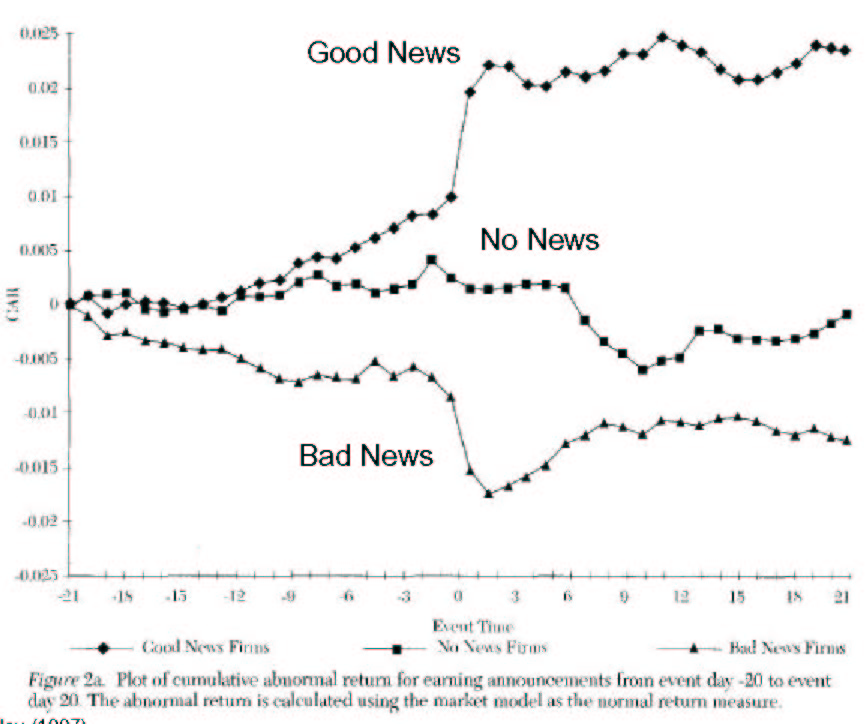 0.025
Good News
0.02
0.015
0.01
No News
0.005
0
CAR
-0.005
-0.01
Bad News
-0.015
-0.02
-0.025
-21 -18 -15 -12 -9 -6 -3 0 3 6 9 12 15 18 21
Event Time
Good News Firms No News Firms Bad News Firms
Figure 2a. Plot of cumulative abnormal return for earning announcements from event day -20 to event
day 20. The abnormal return is calculated using the market model as the normal return measure.
(1997)